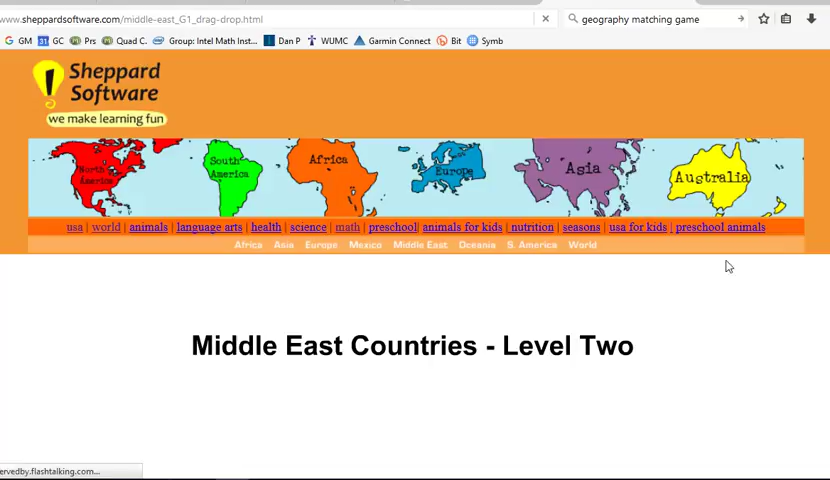 www.sheppardsoftware.com/middle-east_G1_drag-drop.html
geography matching game
GM GC Prs Quad C. Group: Intel Math Inst... Dan P WUMC Garmin Connect Bit Symb
Sheppard
Software
we make learning fun
North America
South America
Africa
Europe
Asia
Australia
usa | world | animals | language arts | health | science | math | preschool| animals for kids | nutrition | seasons | usa for kids | preschool animals
Africa Asia Europe Mexico Middle East Oceania S. America World
Middle East Countries - Level Two
ervedby.flashtalking.com...